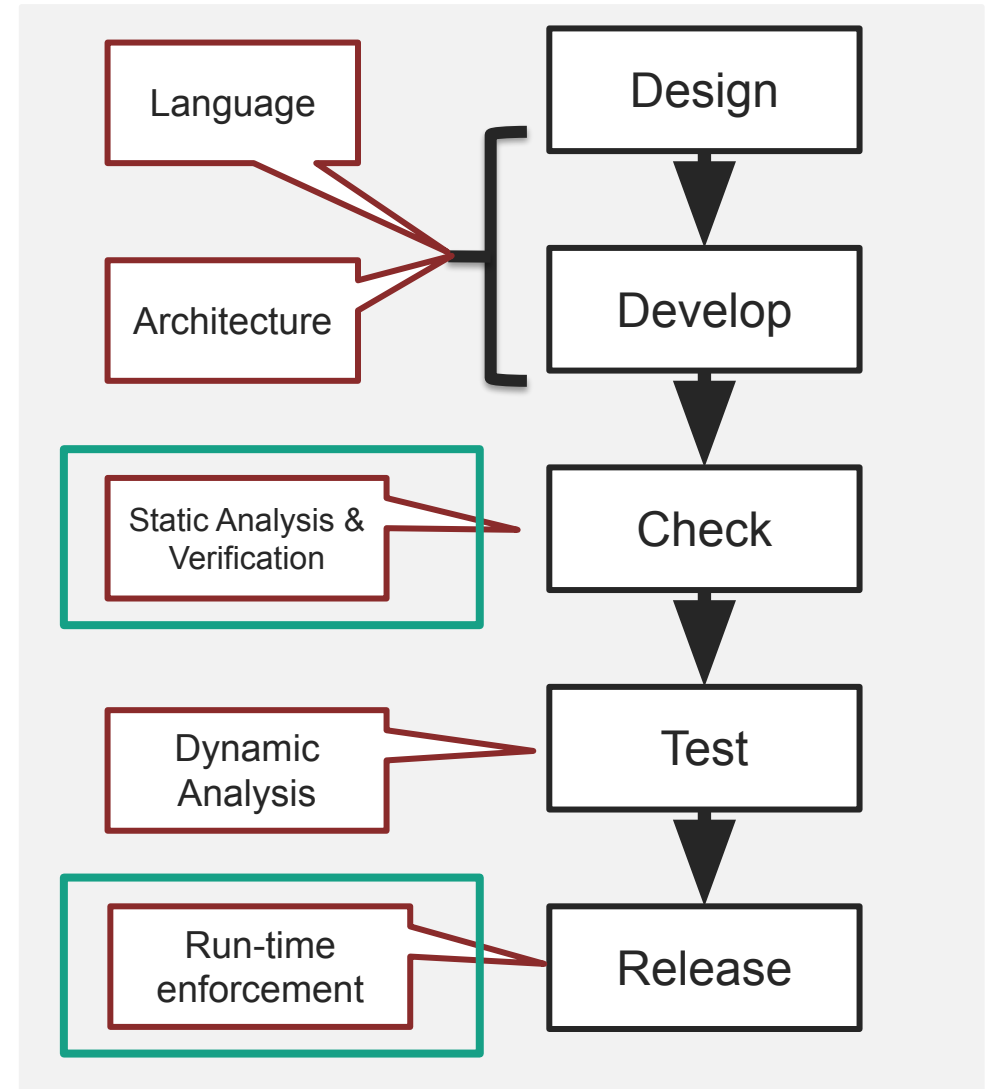 Language
Design
Architecture
Develop
Static Analysis &
Verification
Check
Dynamic
Analysis
Test
Run-time
enforcement
Release